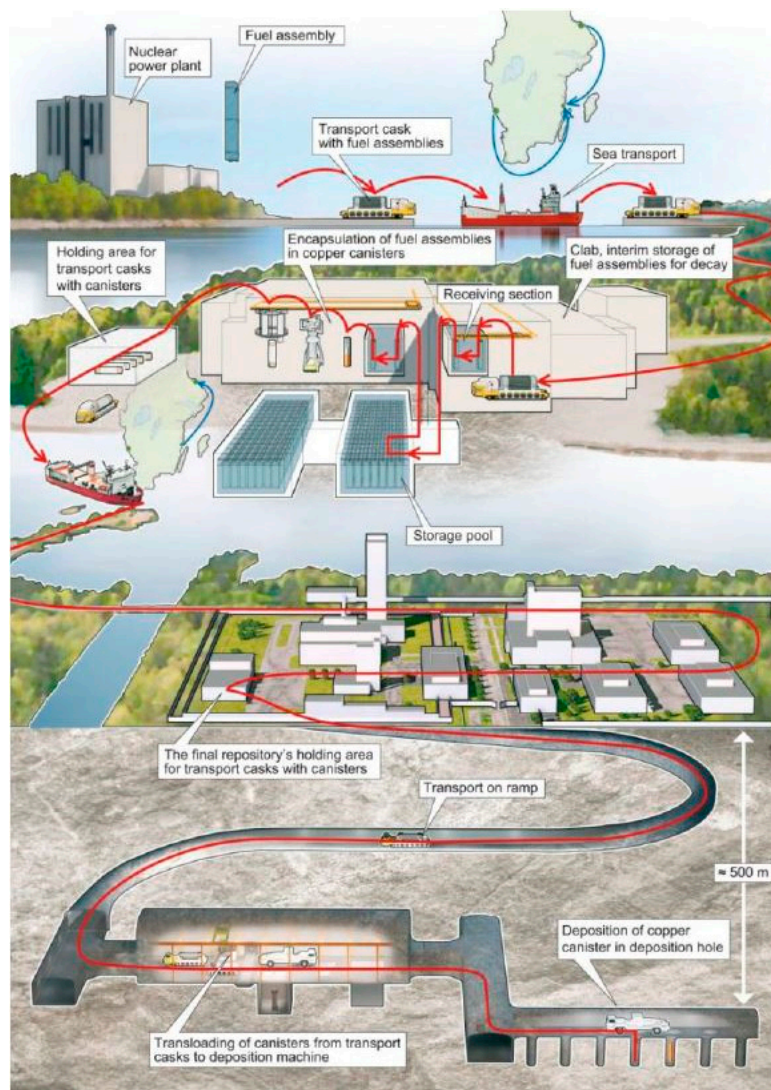 Fuel assembly
Nuclear
power plant
Transport cask
with fuel assemblies
Sea transport
Holding area for
transport casks
with canisters
Encapsulation of fuel assemblies
in copper canisters
Clab, interim storage of
fuel assemblies for decay
Receiving section
Storage pool
The final repository's holding area
for transport casks with canisters
Transport on ramp
≈ 500 m
Deposition of copper
canister in deposition hole
Transloading of canisters from transport
casks to deposition machine